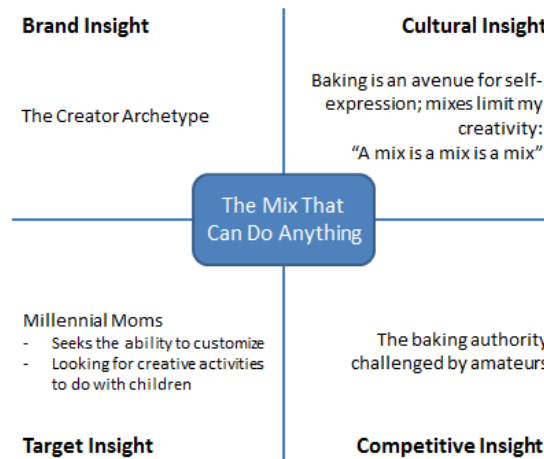 Brand Insight
Cultural Insight
The Creator Archetype
Baking is an avenue for self-
expression; mixes limit my
creativity:
“A mix is a mix is a mix”
The Mix That
Can Do Anything
Millennial Moms
- Seeks the ability to customize
- Looking for creative activities
to do with children
The baking authority
challenged by amateurs
Target Insight
Competitive Insight